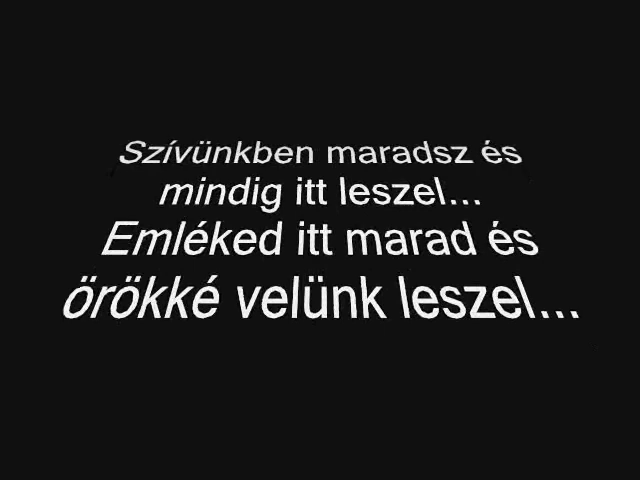 Szívünkben maradsz és
mindig itt leszel...
Emléked itt marad és
örökké velünk leszel...